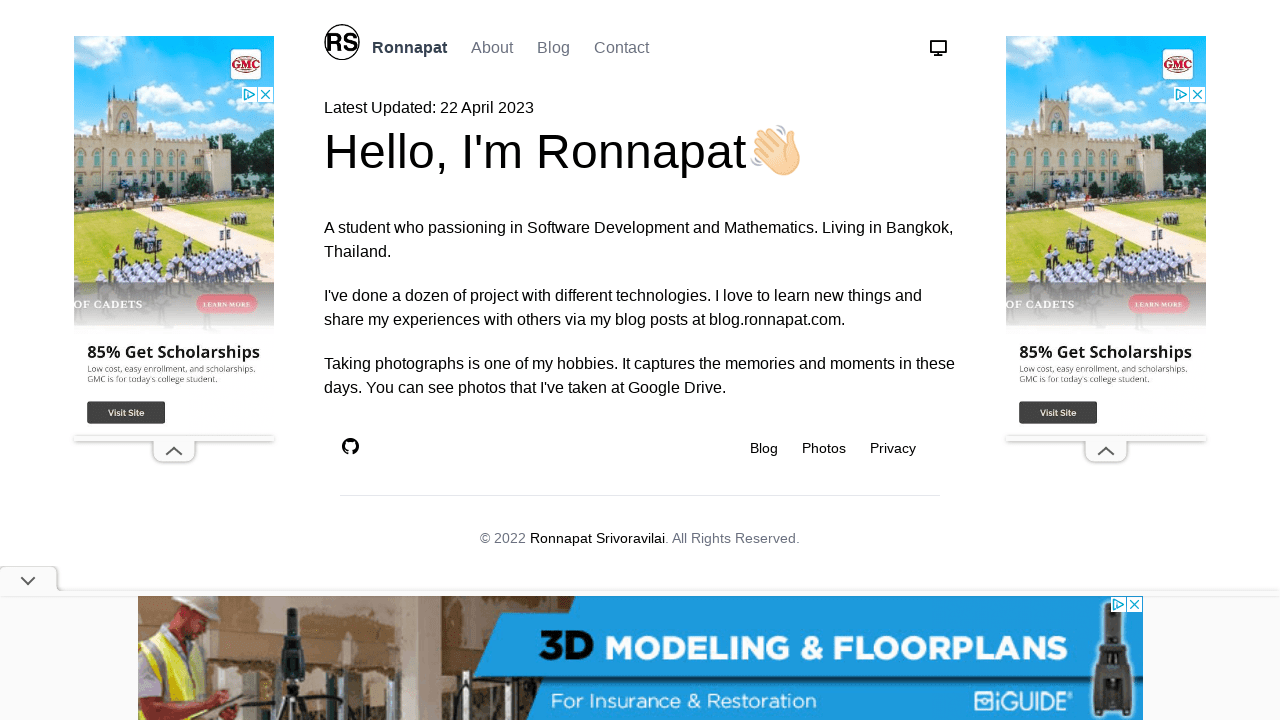 RS Ronnapat About Blog Contact
Latest Updated: 22 April 2023
Hello, I'm Ronnapat
A student who passioning in Software Development and Mathematics. Living in Bangkok,
Thailand.
I've done a dozen of project with different technologies. I love to learn new things and
share my experiences with others via my blog posts at blog.ronnapat.com.
Taking photographs is one of my hobbies. It captures the memories and moments in these
days. You can see photos that I've taken at Google Drive.
Blog Photos Privacy
© 2022 Ronnapat Srivoravilai. All Rights Reserved.
GMC
OF CADETS LEARN MORE
85% Get Scholarships
Low cost, easy enrollment, and scholarships.
GMC is for today's college student.
Visit Site
GMC
OF CADETS LEARN MORE
85% Get Scholarships
Low cost, easy enrollment, and scholarships.
GMC is for today's college student.
Visit Site
3D MODELING & FLOORPLANS
For Insurance & Restoration iGUIDE®